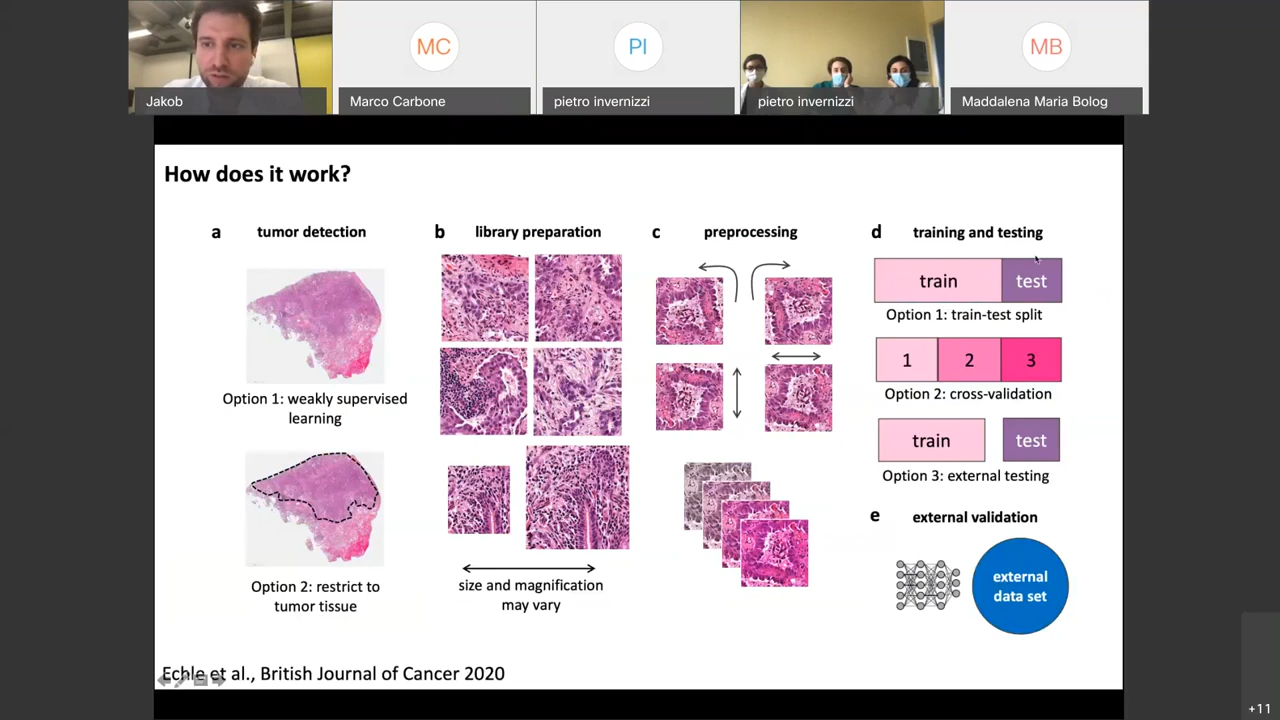 MC
PI
MB
Jakob
Marco Carbone
pietro invernizzi
pietro invernizzi
Maddalena Maria Bolog
How does it work?
a
tumor detection
Option 1: weakly supervised
learning
Option 2: restrict to
tumor tissue
b
library preparation
size and magnification
may vary
c
preprocessing
d
training and testing
train
test
Option 1: train-test split
1
2
3
Option 2: cross-validation
train
test
Option 3: external testing
e
external validation
external
data set
Echle et al., British Journal of Cancer 2020
+11